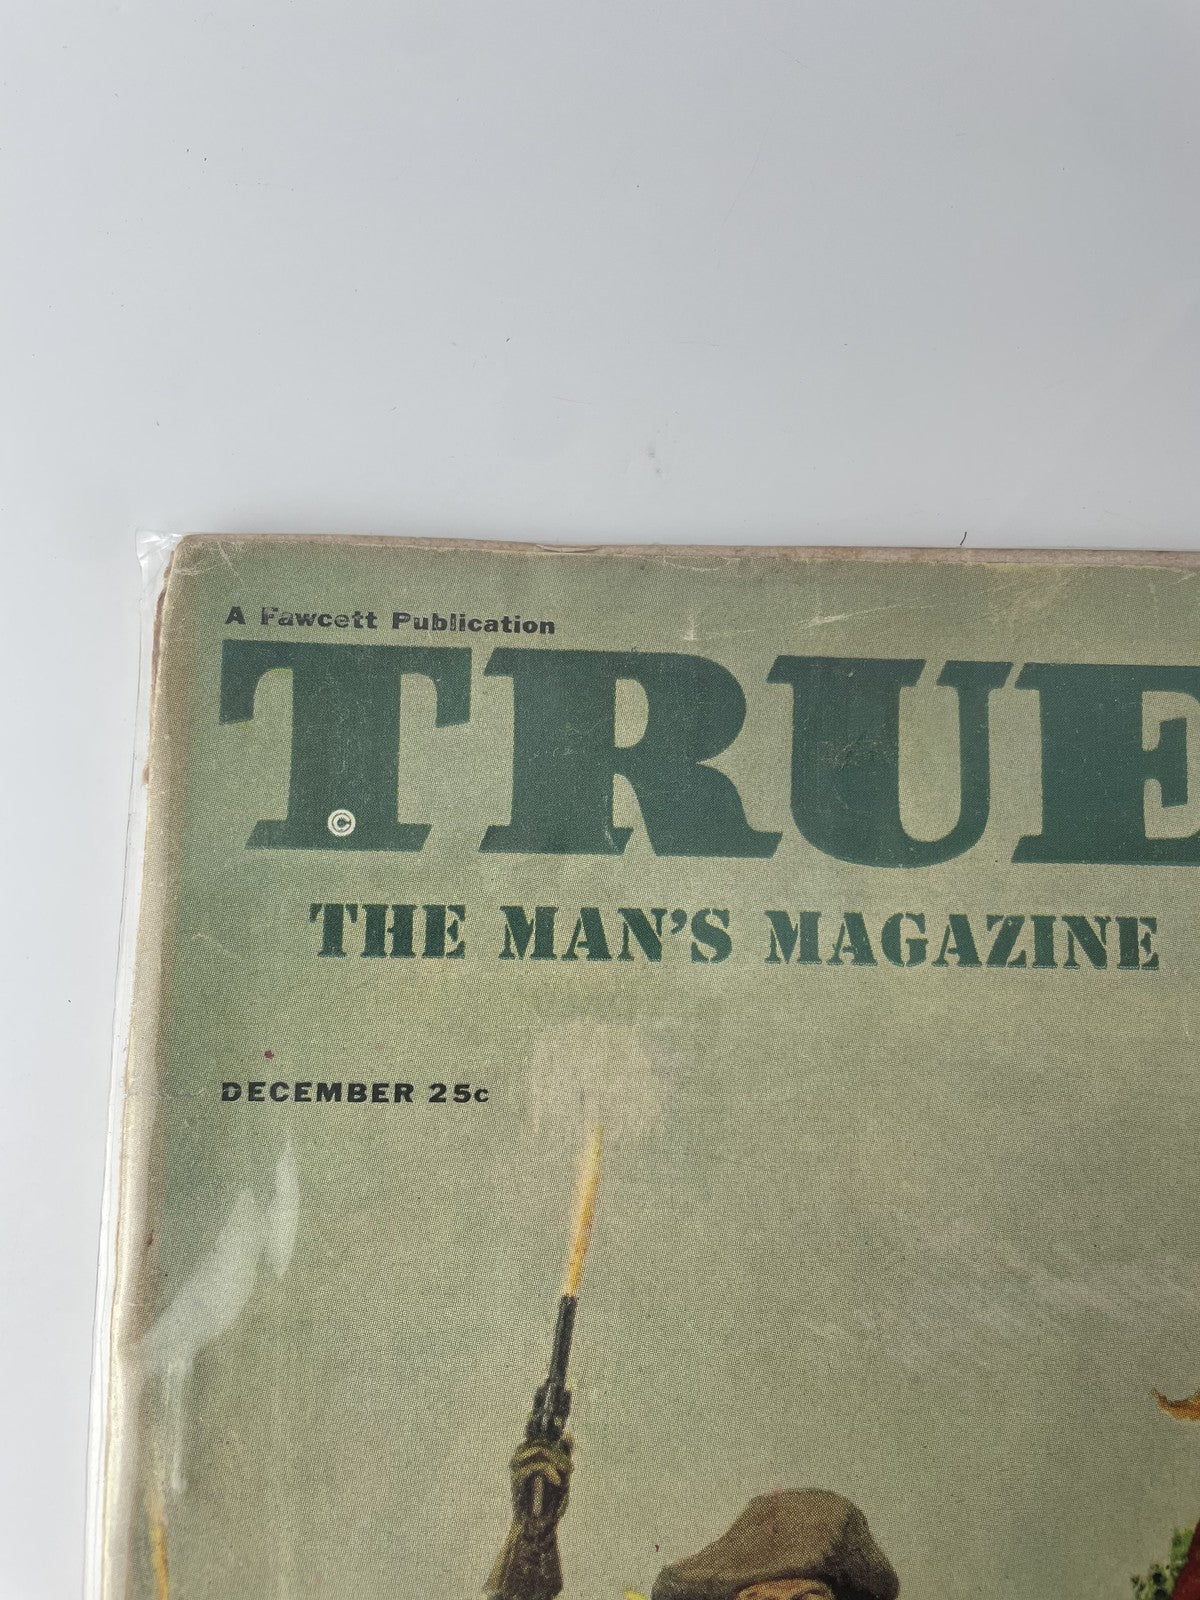 A Fawcett Publication
TRUE
©
THE MAN'S MAGAZINE
DECEMBER 25c